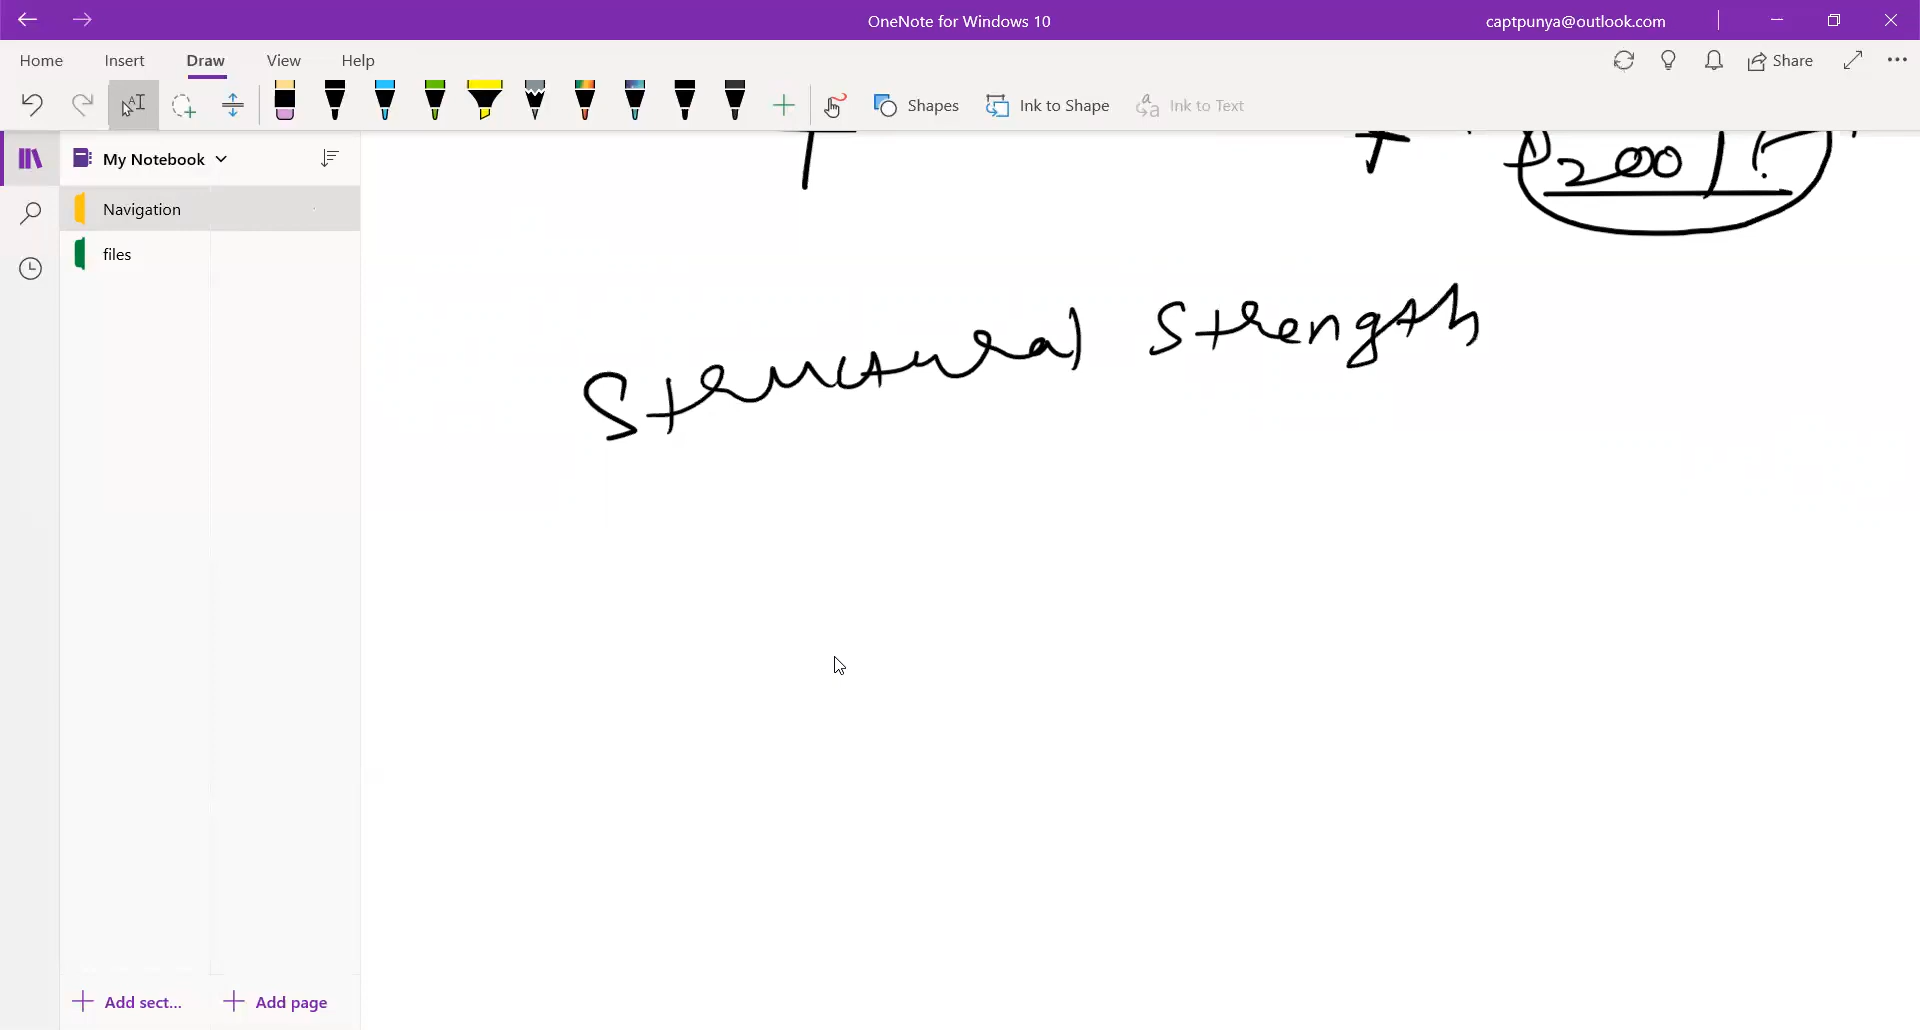 OneNote for Windows 10
captpunya@outlook.com
Home Insert Draw View Help
Share
Shapes Ink to Shape Ink to Text
My Notebook
Navigation
files
Structural Strength
Add sect...
Add page